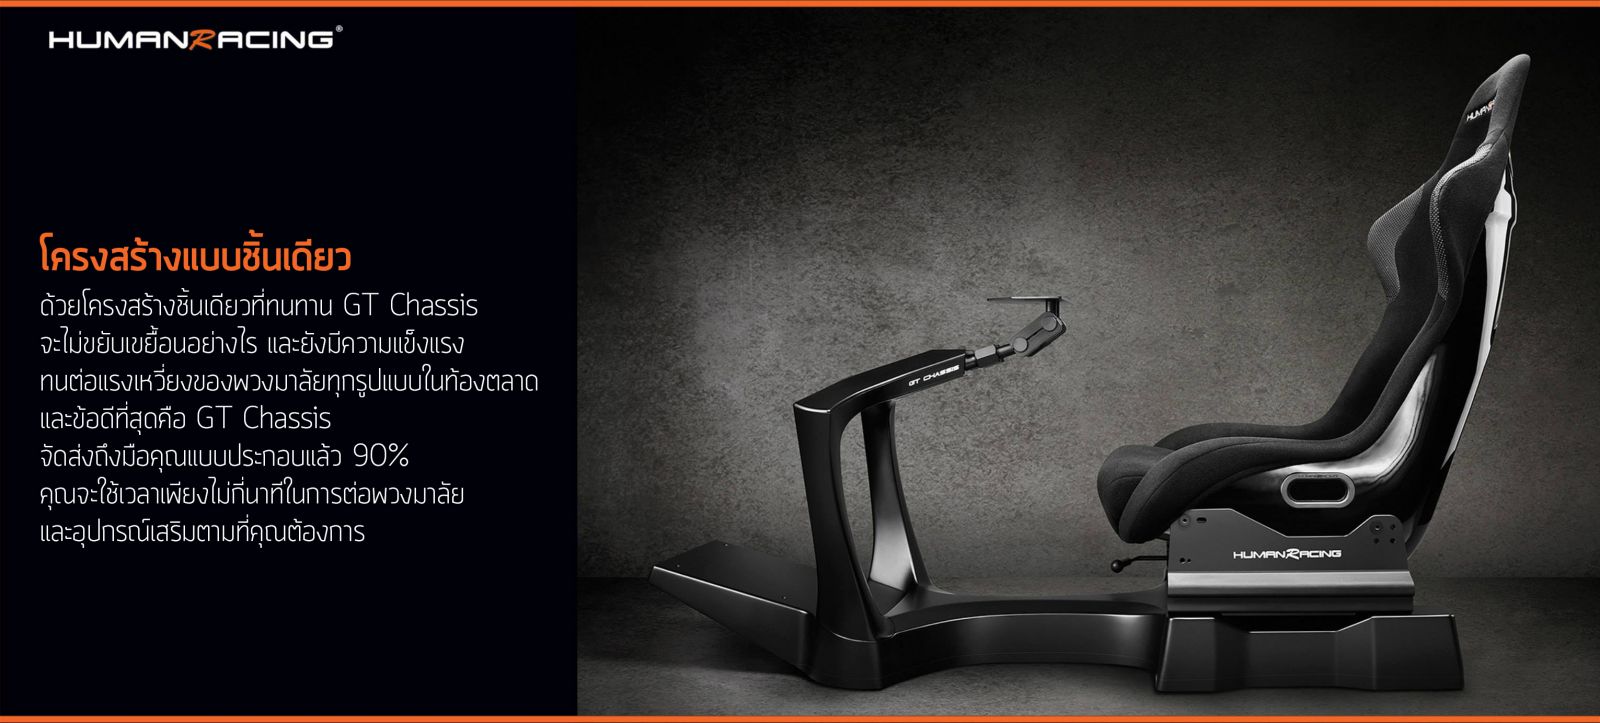 HUMANRACING®
โครงสร้างแบบชิ้นเดียว
ด้วยโครงสร้างชิ้นเดียวที่ทนทาน GT Chassis
จะไม่ขยับเขยื้อนอย่างไร และยังมีความแข็งแรง
ทนต่อแรงเหวี่ยงของพวงมาลัยทุกรูปแบบในท้องตลาด
และข้อดีที่สุดคือ GT Chassis
จัดส่งถึงมือคุณแบบประกอบแล้ว 90%
คุณจะใช้เวลาเพียงไม่กี่นาทีในการต่อพวงมาลัย
และอุปกรณ์เสริมตามที่คุณต้องการ
GT CHASSIS
HUMANRACING